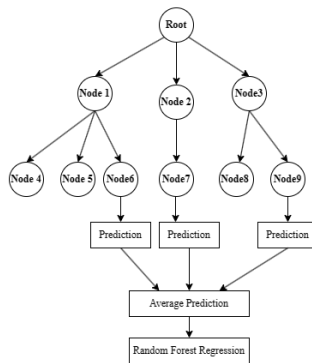 Root
Node 1
Node 2
Node3
Node 4
Node 5
Node6
Node7
Node8
Node9
Prediction
Prediction
Prediction
Average Prediction
Random Forest Regression